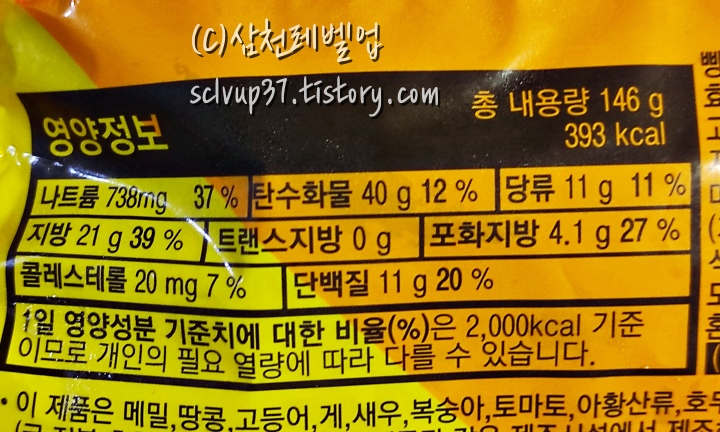 (C)삼천레벨업
sclvup37.tistory.com
영양정보
총 내용량 146 g
393 kcal
나트륨 738mg 37 % 탄수화물 40 g 12 % 당류 11 g 11 %
지방 21 g 39 % 트랜스지방 0 g 포화지방 4.1 g 27 %
콜레스테롤 20 mg 7 % 단백질 11 g 20 %
1일 영양성분 기준치에 대한 비율(%)은 2,000kcal 기준
이므로 개인의 필요 열량에 따라 다를 수 있습니다.
• 이 제품은 메밀,땅콩,고등어,게,새우,복숭아,토마토,아황산류,호두